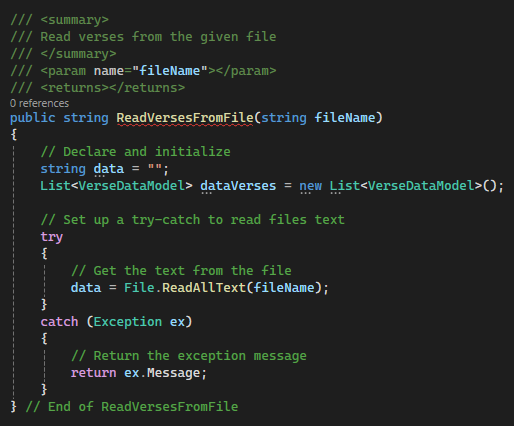 /// <summary>
/// Read verses from the given file
/// </summary>
/// <param name="fileName"></param>
/// <returns></returns>
0 references
public string ReadVersesFromFile(string fileName)
{
// Declare and initialize
string data = "";
List<VerseDataModel> dataVerses = new List<VerseDataModel>();
// Set up a try-catch to read files text
try
{
// Get the text from the file
data = File.ReadAllText(fileName);
}
catch (Exception ex)
{
// Return the exception message
return ex.Message;
}
} // End of ReadVersesFromFile